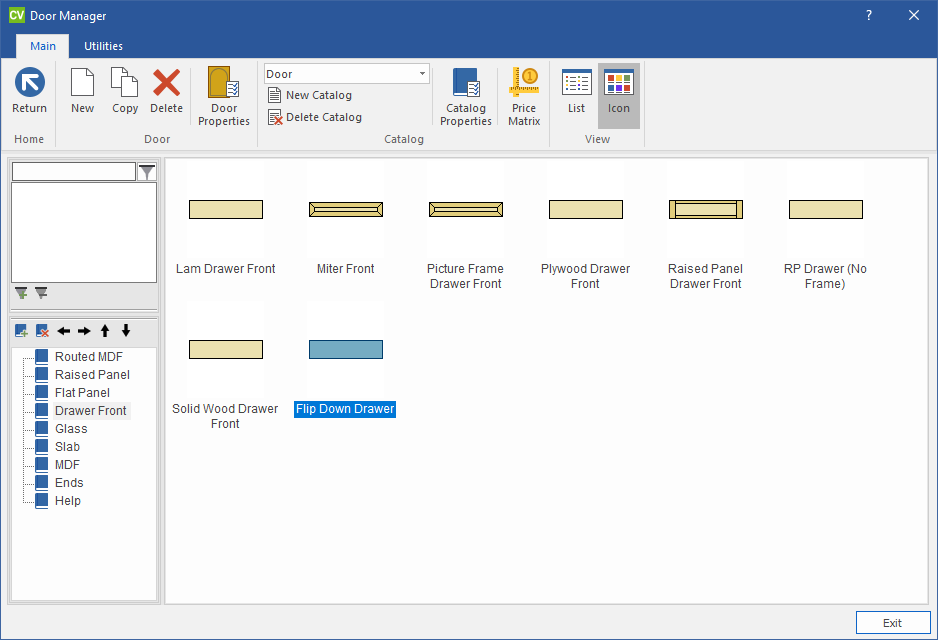 CV Door Manager ?
Main Utilities
Return
New
Copy
Delete
Door
Properties
Door
New Catalog
Delete Catalog
Catalog
Properties
1
Price
Matrix
List
Icon
Home
Door
Catalog
View
Lam Drawer Front
Miter Front
Picture Frame
Drawer Front
Plywood Drawer
Front
Raised Panel
Drawer Front
RP Drawer (No
Frame)
Solid Wood Drawer
Front
Flip Down Drawer
Routed MDF
Raised Panel
Flat Panel
Drawer Front
Glass
Slab
MDF
Ends
Help
Exit